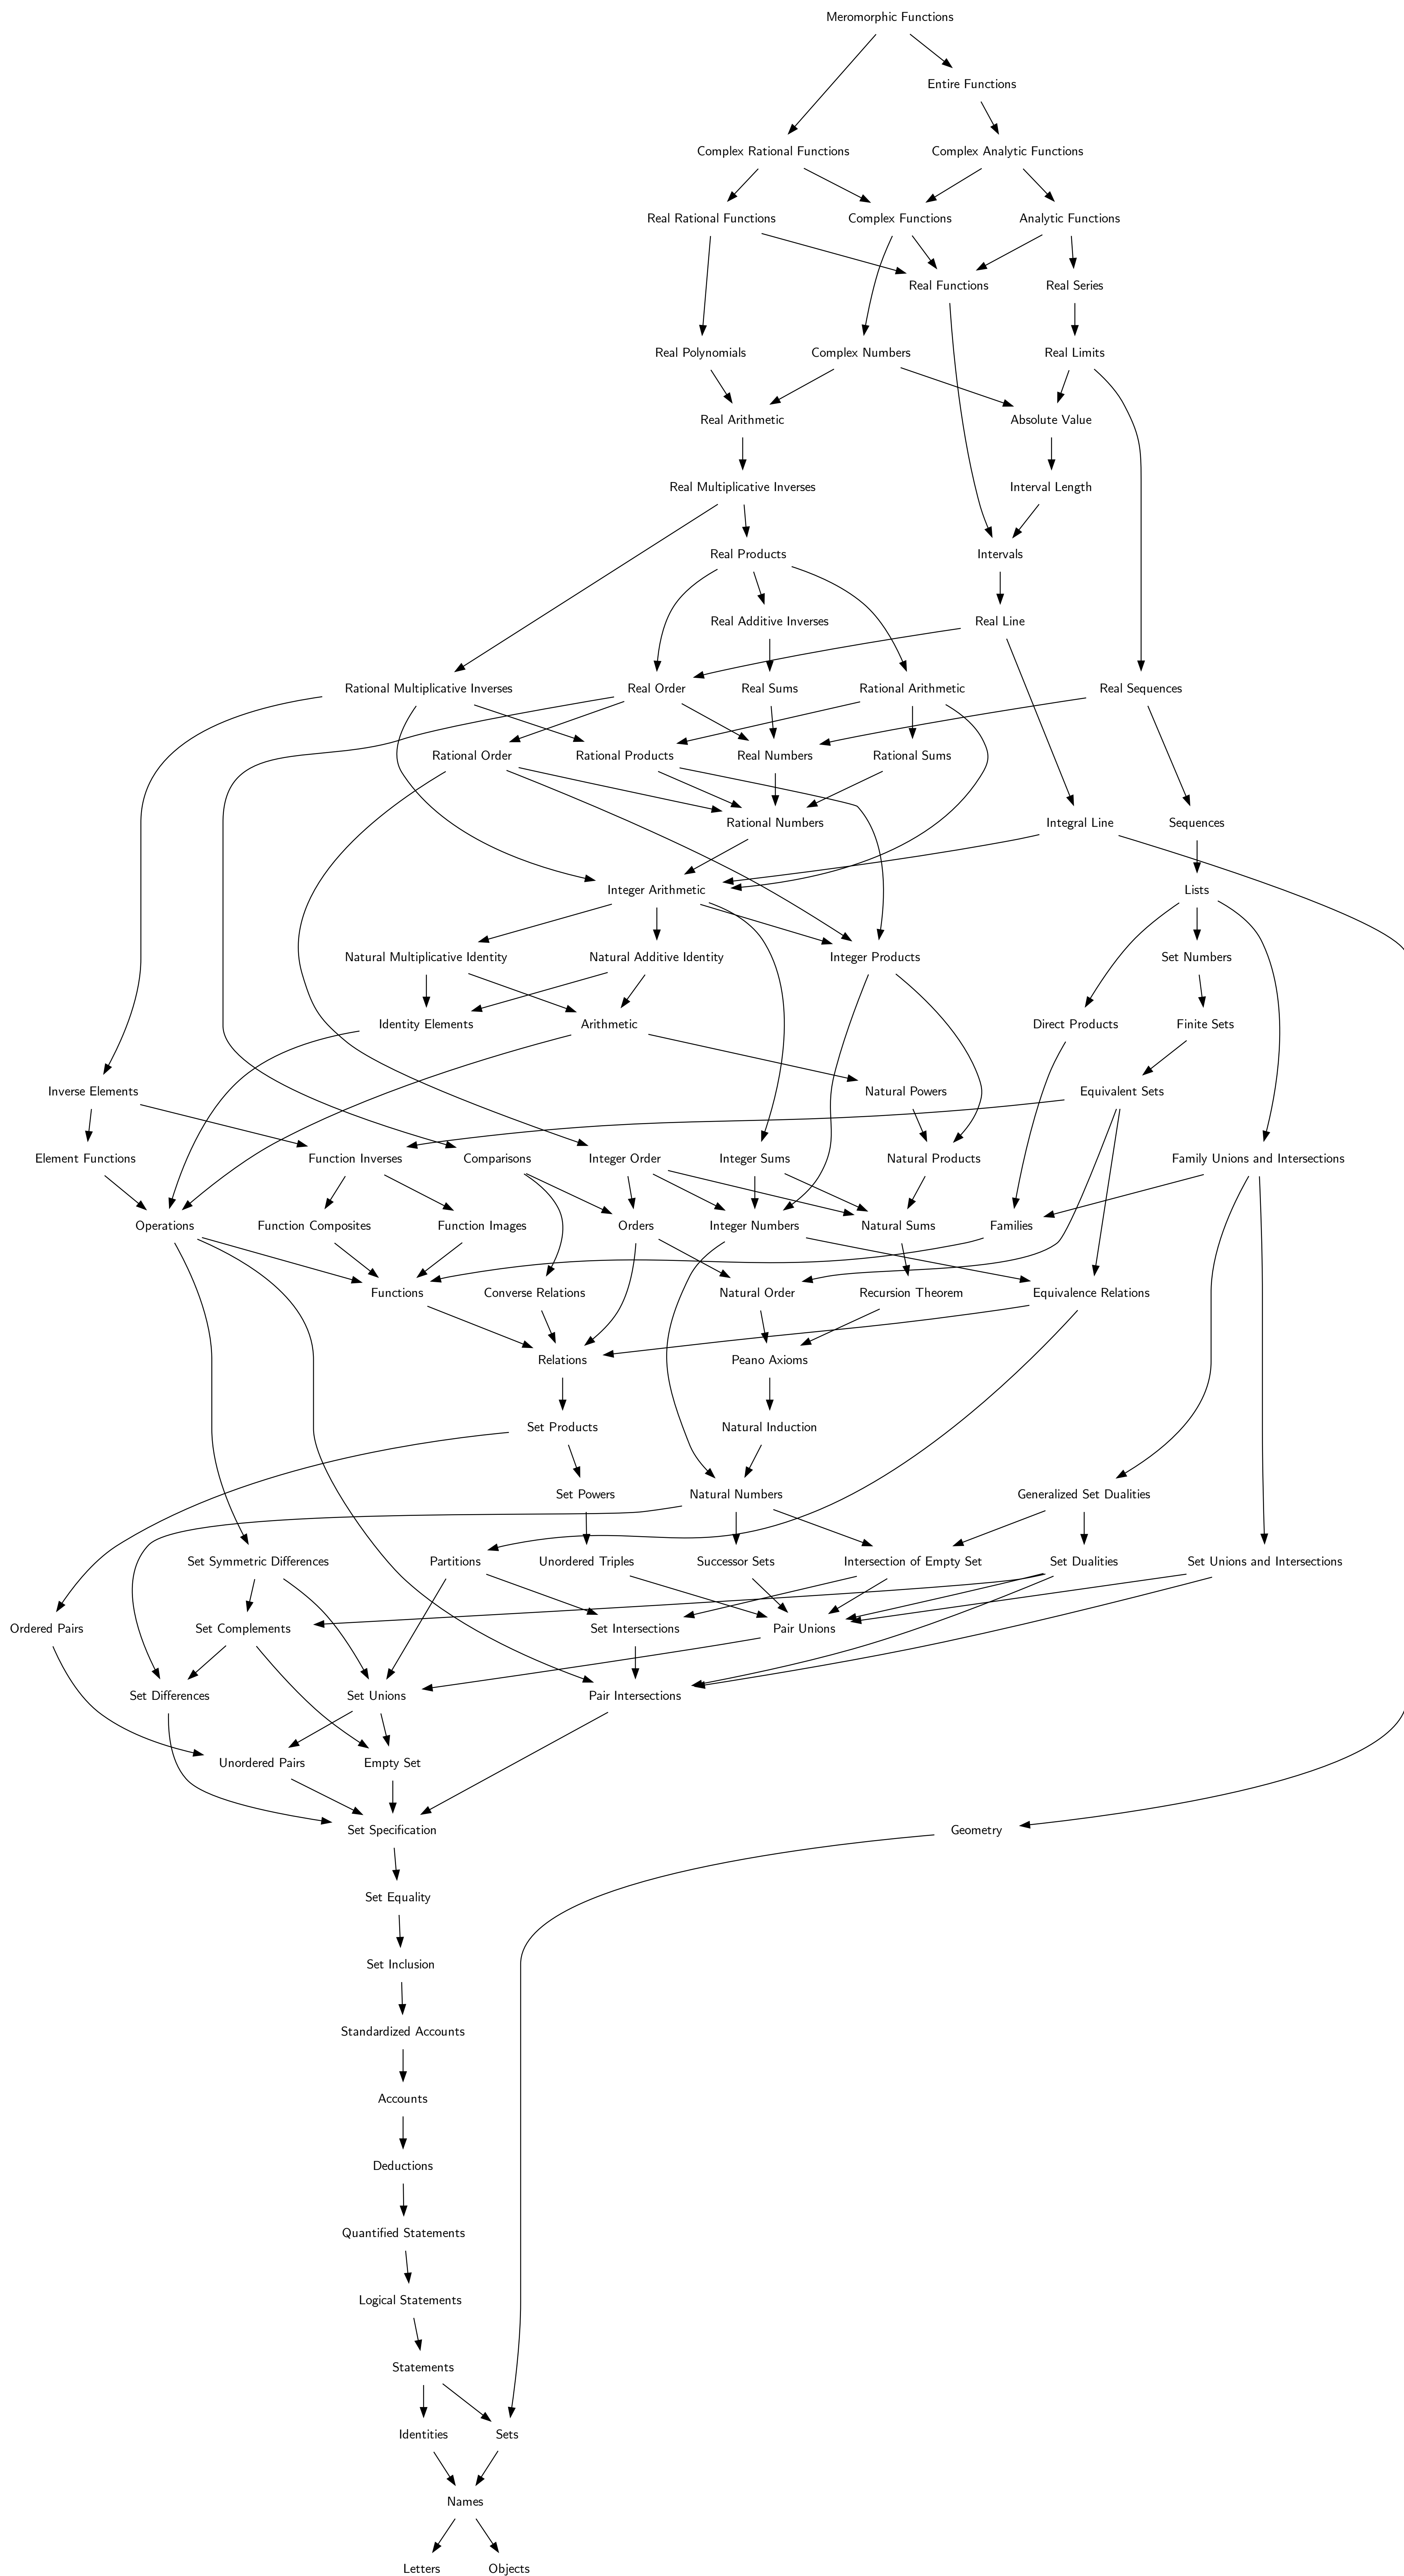 Meromorphic Functions
Entire Functions
Complex Rational Functions
Complex Analytic Functions
Real Rational Functions
Complex Functions
Analytic Functions
Real Functions
Real Series
Real Polynomials
Complex Numbers
Real Limits
Real Arithmetic
Absolute Value
Real Multiplicative Inverses
Interval Length
Real Products
Intervals
Real Additive Inverses
Real Line
Rational Multiplicative Inverses
Real Order
Real Sums
Rational Arithmetic
Real Sequences
Rational Order
Rational Products
Real Numbers
Rational Sums
Rational Numbers
Integral Line
Sequences
Integer Arithmetic
Lists
Natural Multiplicative Identity
Natural Additive Identity
Integer Products
Set Numbers
Identity Elements
Arithmetic
Direct Products
Finite Sets
Inverse Elements
Natural Powers
Equivalent Sets
Element Functions
Function Inverses
Comparisons
Integer Order
Integer Sums
Natural Products
Family Unions and Intersections
Operations
Function Composites
Function Images
Orders
Integer Numbers
Natural Sums
Families
Functions
Converse Relations
Natural Order
Recursion Theorem
Equivalence Relations
Relations
Peano Axioms
Set Products
Natural Induction
Set Powers
Natural Numbers
Generalized Set Dualities
Set Symmetric Differences
Partitions
Unordered Triples
Successor Sets
Intersection of Empty Set
Set Dualities
Set Unions and Intersections
Ordered Pairs
Set Complements
Set Intersections
Pair Unions
Set Differences
Set Unions
Pair Intersections
Unordered Pairs
Empty Set
Set Specification
Geometry
Set Equality
Set Inclusion
Standardized Accounts
Accounts
Deductions
Quantified Statements
Logical Statements
Statements
Identities
Sets
Names
Letters
Objects